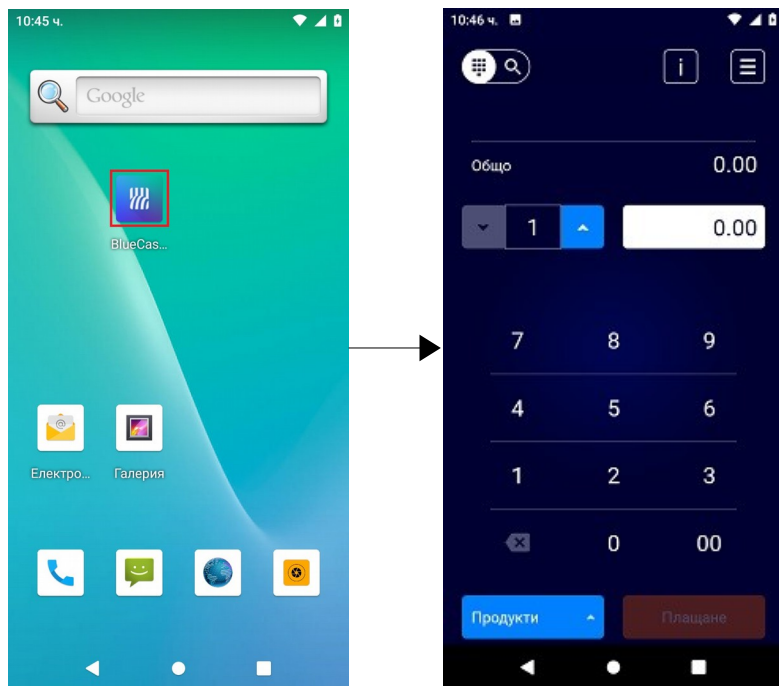 10:45 ч.
Google
BlueCas...
Електро...
Галерия
10:46 ч.
i
Общо
0.00
1
0.00
7 8 9
4 5 6
1 2 3
0 00
Продукти
Плащане